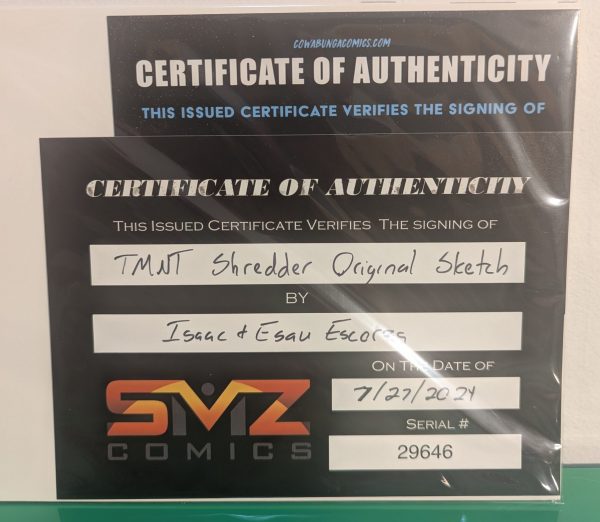 COWABUNGACOMICS.COM
CERTIFICATE OF AUTHENTICITY
THIS ISSUED CERTIFICATE VERIFIES THE SIGNING OF
CERTIFICATE OF AUTHENTICITY
THIS ISSUED CERTIFICATE VERIFIES THE SIGNING OF
TMNT Shredder Original Sketch
BY
Isaac & Esau Escorza
ON THE DATE OF
7/27/2024
SERIAL #
29646
SMZ
COMICS